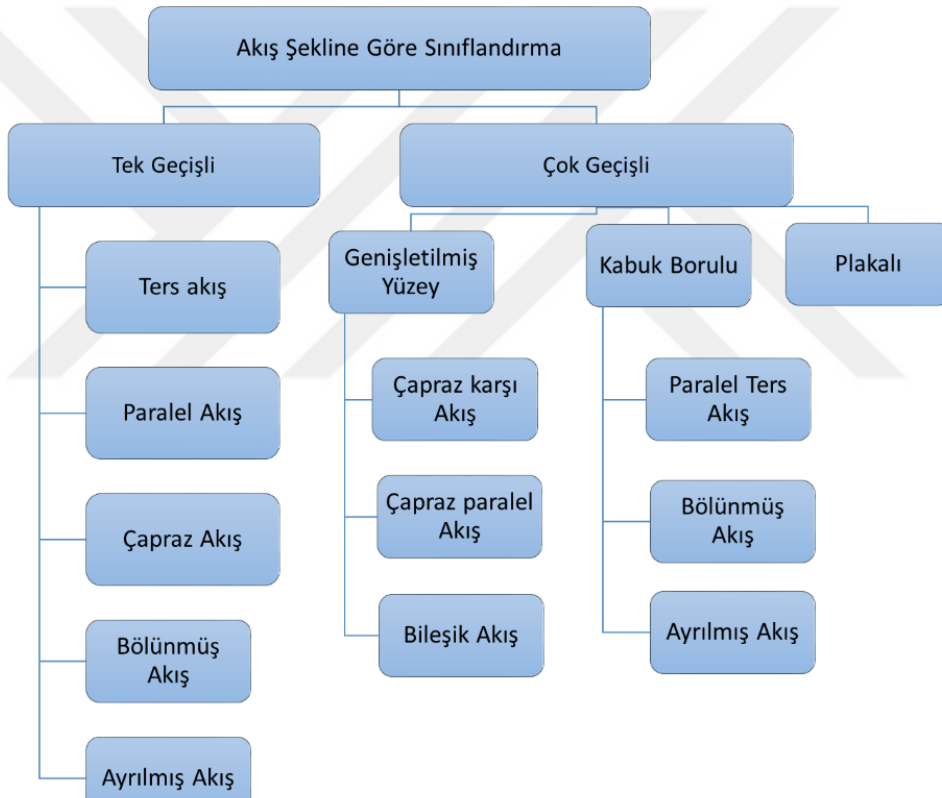 Akış Şekline Göre Sınıflandırma
Tek Geçişli
Çok Geçişli
Ters akış
Paralel Akış
Çapraz Akış
Bölünmüş
Akış
Ayrılmış Akış
Genişletilmiş
Yüzey
Çapraz karşı
Akış
Çapraz paralel
Akış
Bileşik Akış
Kabuk Borulu
Paralel Ters
Akış
Bölünmüş
Akış
Ayrılmış Akış
Plakalı